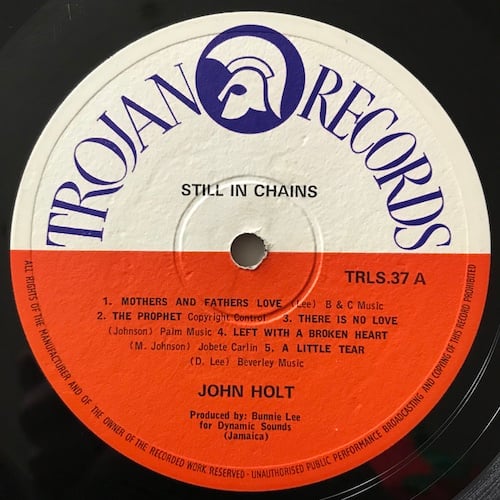 TROJAN RECORDS
STILL IN CHAINS
TRLS.37 A
1. MOTHERS AND FATHERS LOVE (Lee) B & C Music
2. THE PROPHET Copyright Control 3. THERE IS NO LOVE
(Johnson) Palm Music 4. LEFT WITH A BROKEN HEART
(M. Johnson) Jobete Carlin 5. A LITTLE TEAR
(D. Lee) Beverley Music
JOHN HOLT
Produced by: Bunnie Lee
for Dynamic Sounds
(Jamaica)
ALL RIGHTS OF THE MANUFACTURER AND OF THE OWNER OF THE RECORDED WORK RESERVED - UNAUTHORISED PUBLIC PERFORMANCE BROADCASTING AND COPYING OF THIS RECORD PROHIBITED